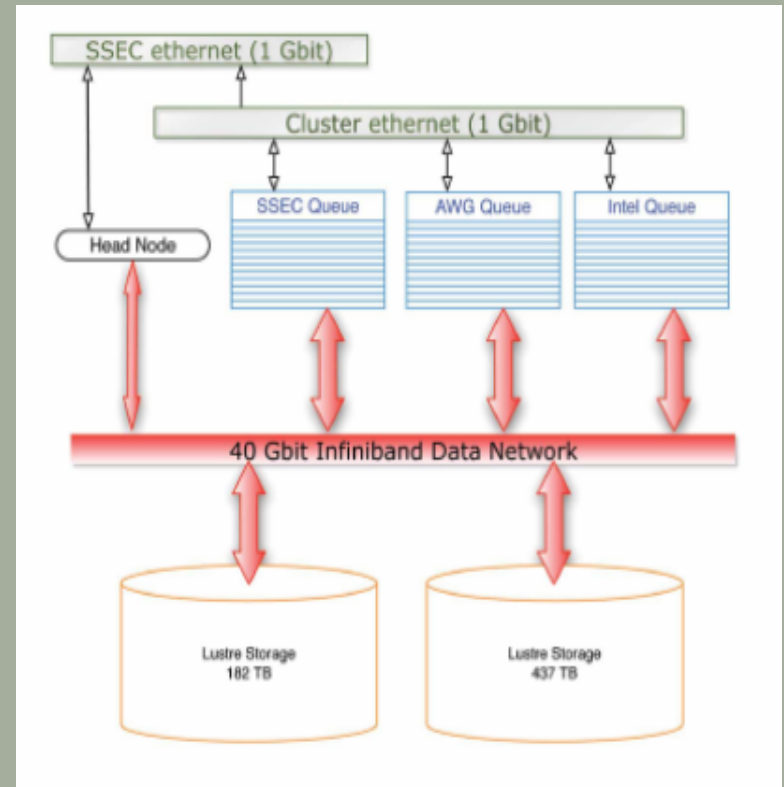 SSEC ethernet (1 Gbit)
Cluster ethernet (1 Gbit)
SSEC Queue
AWG Queue
Intel Queue
Head Node
40 Gbit Infiniband Data Network
Lustre Storage
182 TB
Lustre Storage
437 TB